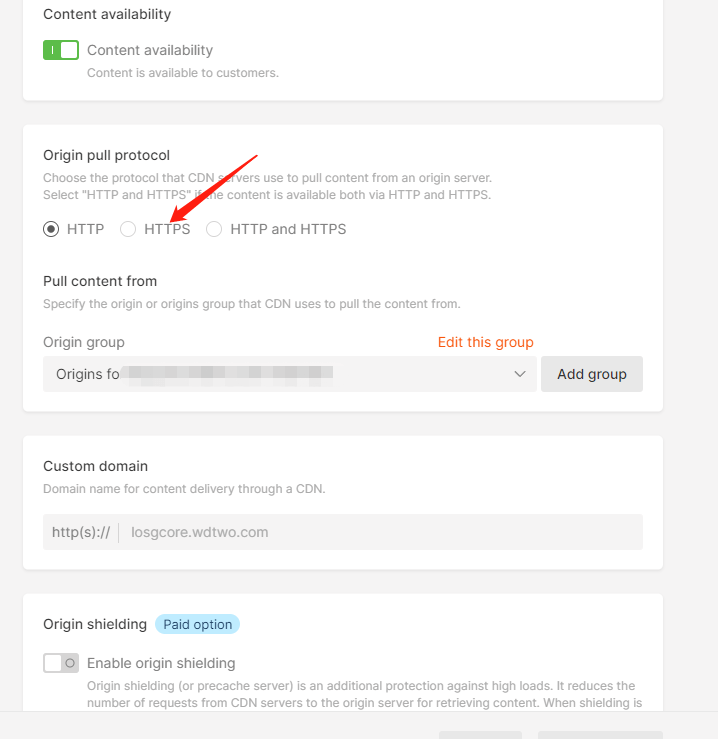 Content availability
Content availability
Content is available to customers.
Origin pull protocol
Choose the protocol that CDN servers use to pull content from an origin server.
Select "HTTP and HTTPS" if the content is available both via HTTP and HTTPS.
HTTP HTTPS HTTP and HTTPS
Pull content from
Specify the origin or origins group that CDN uses to pull the content from.
Origin group Edit this group
Origins fo Add group
Custom domain
Domain name for content delivery through a CDN.
http(s):// losgcore.wdtwo.com
Origin shielding Paid option
Enable origin shielding
Origin shielding (or precache server) is an additional protection against high loads. It reduces the
number of requests from CDN servers to the origin server for retrieving content. When shielding is